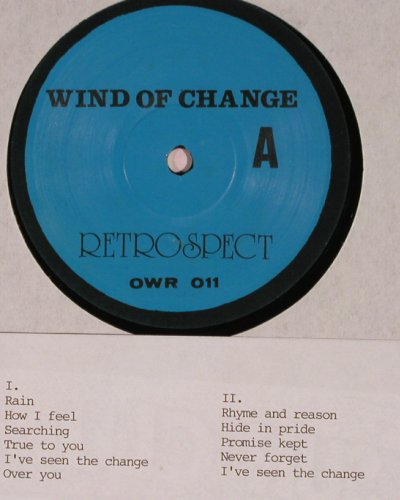 WIND OF CHANGE
A
RETROSPECT
OWR 011
I.
Rain
How I feel
Searching
True to you
I've seen the change
Over you
II.
Rhyme and reason
Hide in pride
Promise kept
Never forget
I've seen the change